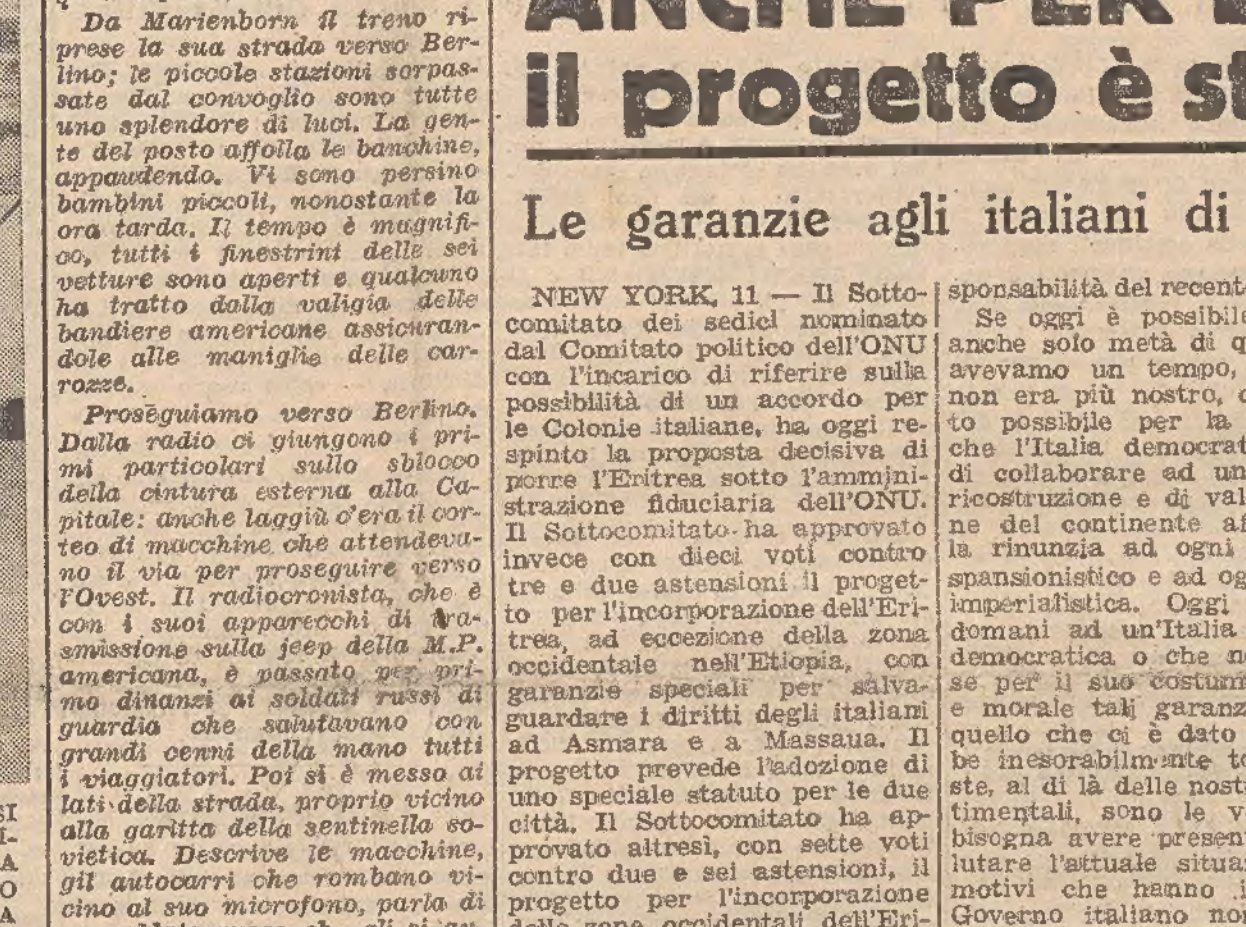 Da Marienborn il treno ri-
prese la sua strada verso Ber-
lino; le piccole stazioni sorpas-
sate dal convoglio sono tutte
uno splendore di luci. La gen-
te del posto affolla le banchine,
appaudendo. Vi sono persino
bambini piccoli, nonostante la
ora tarda. Il tempo è magnifi-
co, tutti i finestrini delle sei
vetture sono aperti e qualcuno
ha tratto dalla valigia delle
bandiere americane assicuran-
dole alle maniglie delle car-
rozze.
Proseguiamo verso Berlino.
Dalla radio ci giungono i pri-
mi particolari sullo sblocco
della cintura esterna alla Ca-
pitale: anche laggiù c'era il cor-
teo di macchine che attendeva-
no il via per proseguire verso
l'Ovest. Il radiocronista, che è
con i suoi apparecchi di tra-
smissione sulla jeep della M.P.
americana, è passato per pri-
mo dinanzi ai soldati russi di
guardia che salutavano con
grandi cenni della mano tutti
i viaggiatori. Poi si è messo ai
lati della strada, proprio vicino
alla garitta della sentinella so-
vietica. Descrive le macchine,
gil autocarri che rombano vi-
cino al suo microfono, parla di
ANCHE PER
il progetto è st
Le garanzie agli italiani di
NEW YORK, 11 — Il Sotto-
comitato dei sedici nominato
dal Comitato politico dell'ONU
con l'incarico di riferire sulla
possibilità di un accordo per
le Colonie italiane, ha oggi re-
spinto la proposta decisiva di
porre l'Eritrea sotto l'ammini-
strazione fiduciaria dell'ONU.
Il Sottocomitato ha approvato
invece con dieci voti contro
tre e due astensioni il proget-
to per l'incorporazione dell'Eri-
trea, ad eccezione della zona
occidentale nell'Etiopia, con
garanzie speciali per salva-
guardare i diritti degli italiani
ad Asmara e a Massaua. Il
progetto prevede l'adozione di
uno speciale statuto per le due
città. Il Sottocomitato ha ap-
provato altresì, con sette voti
contro due e sei astensioni, il
progetto per l'incorporazione
delle zone occidentali dell'Eri-
sponsabilità del recent
Se oggi è possibile
anche solo metà di q
avevamo un tempo,
non era più nostro,
to possibile per la
che l'Italia democrat
di collaborare ad un
ricostruzione e di val
ne del continente af
la rinunzia ad ogni
spansionistico e ad og
imperialistica. Oggi
domani ad un'Italia
democratica o che n
se per il suo costum
e morale tali garanz
quello che ci è dato
be inesorabilmente to
ste, al di là delle nost
timentali, sono le v
bisogna avere present
lutare l'attuale situa
motivi che hanno i
Governo italiano non